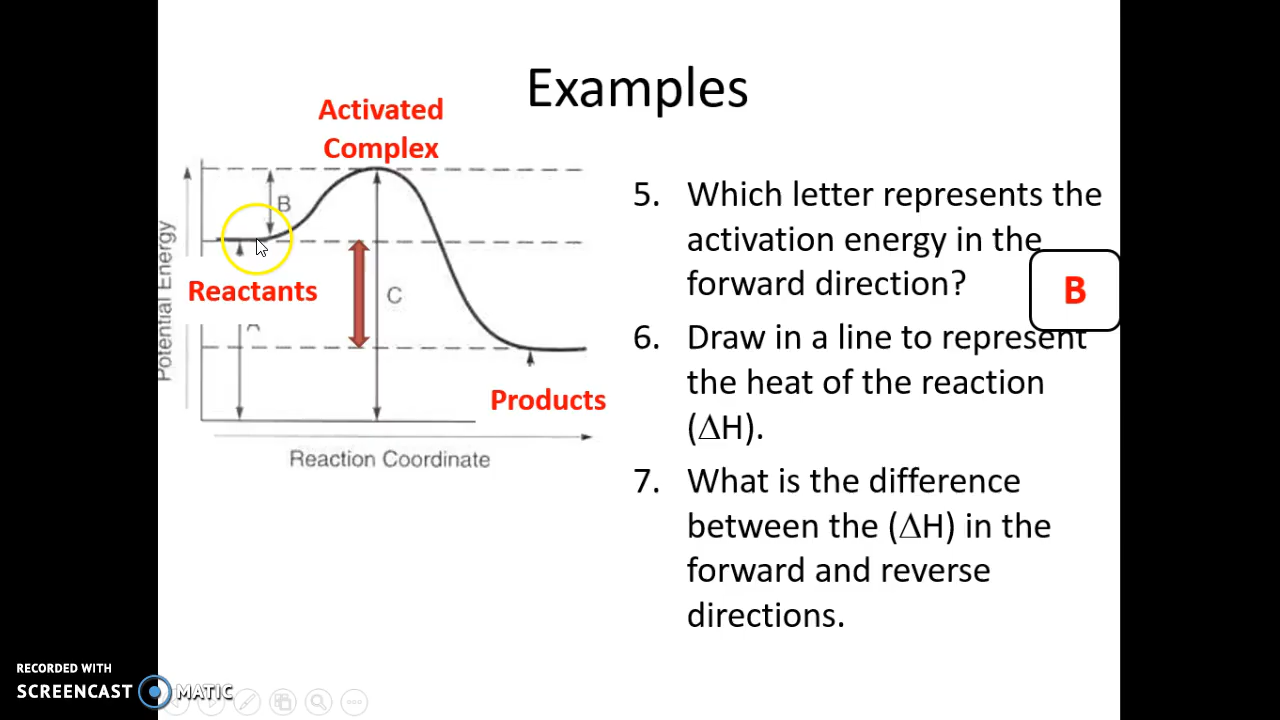 Examples
Activated
Complex
B
C
Potential Energy
Reactants
A
Products
Reaction Coordinate
5. Which letter represents the
activation energy in the
forward direction?
B
6. Draw in a line to represent
the heat of the reaction
(ΔH).
7. What is the difference
between the (ΔH) in the
forward and reverse
directions.
RECORDED WITH
SCREENCAST MATIC